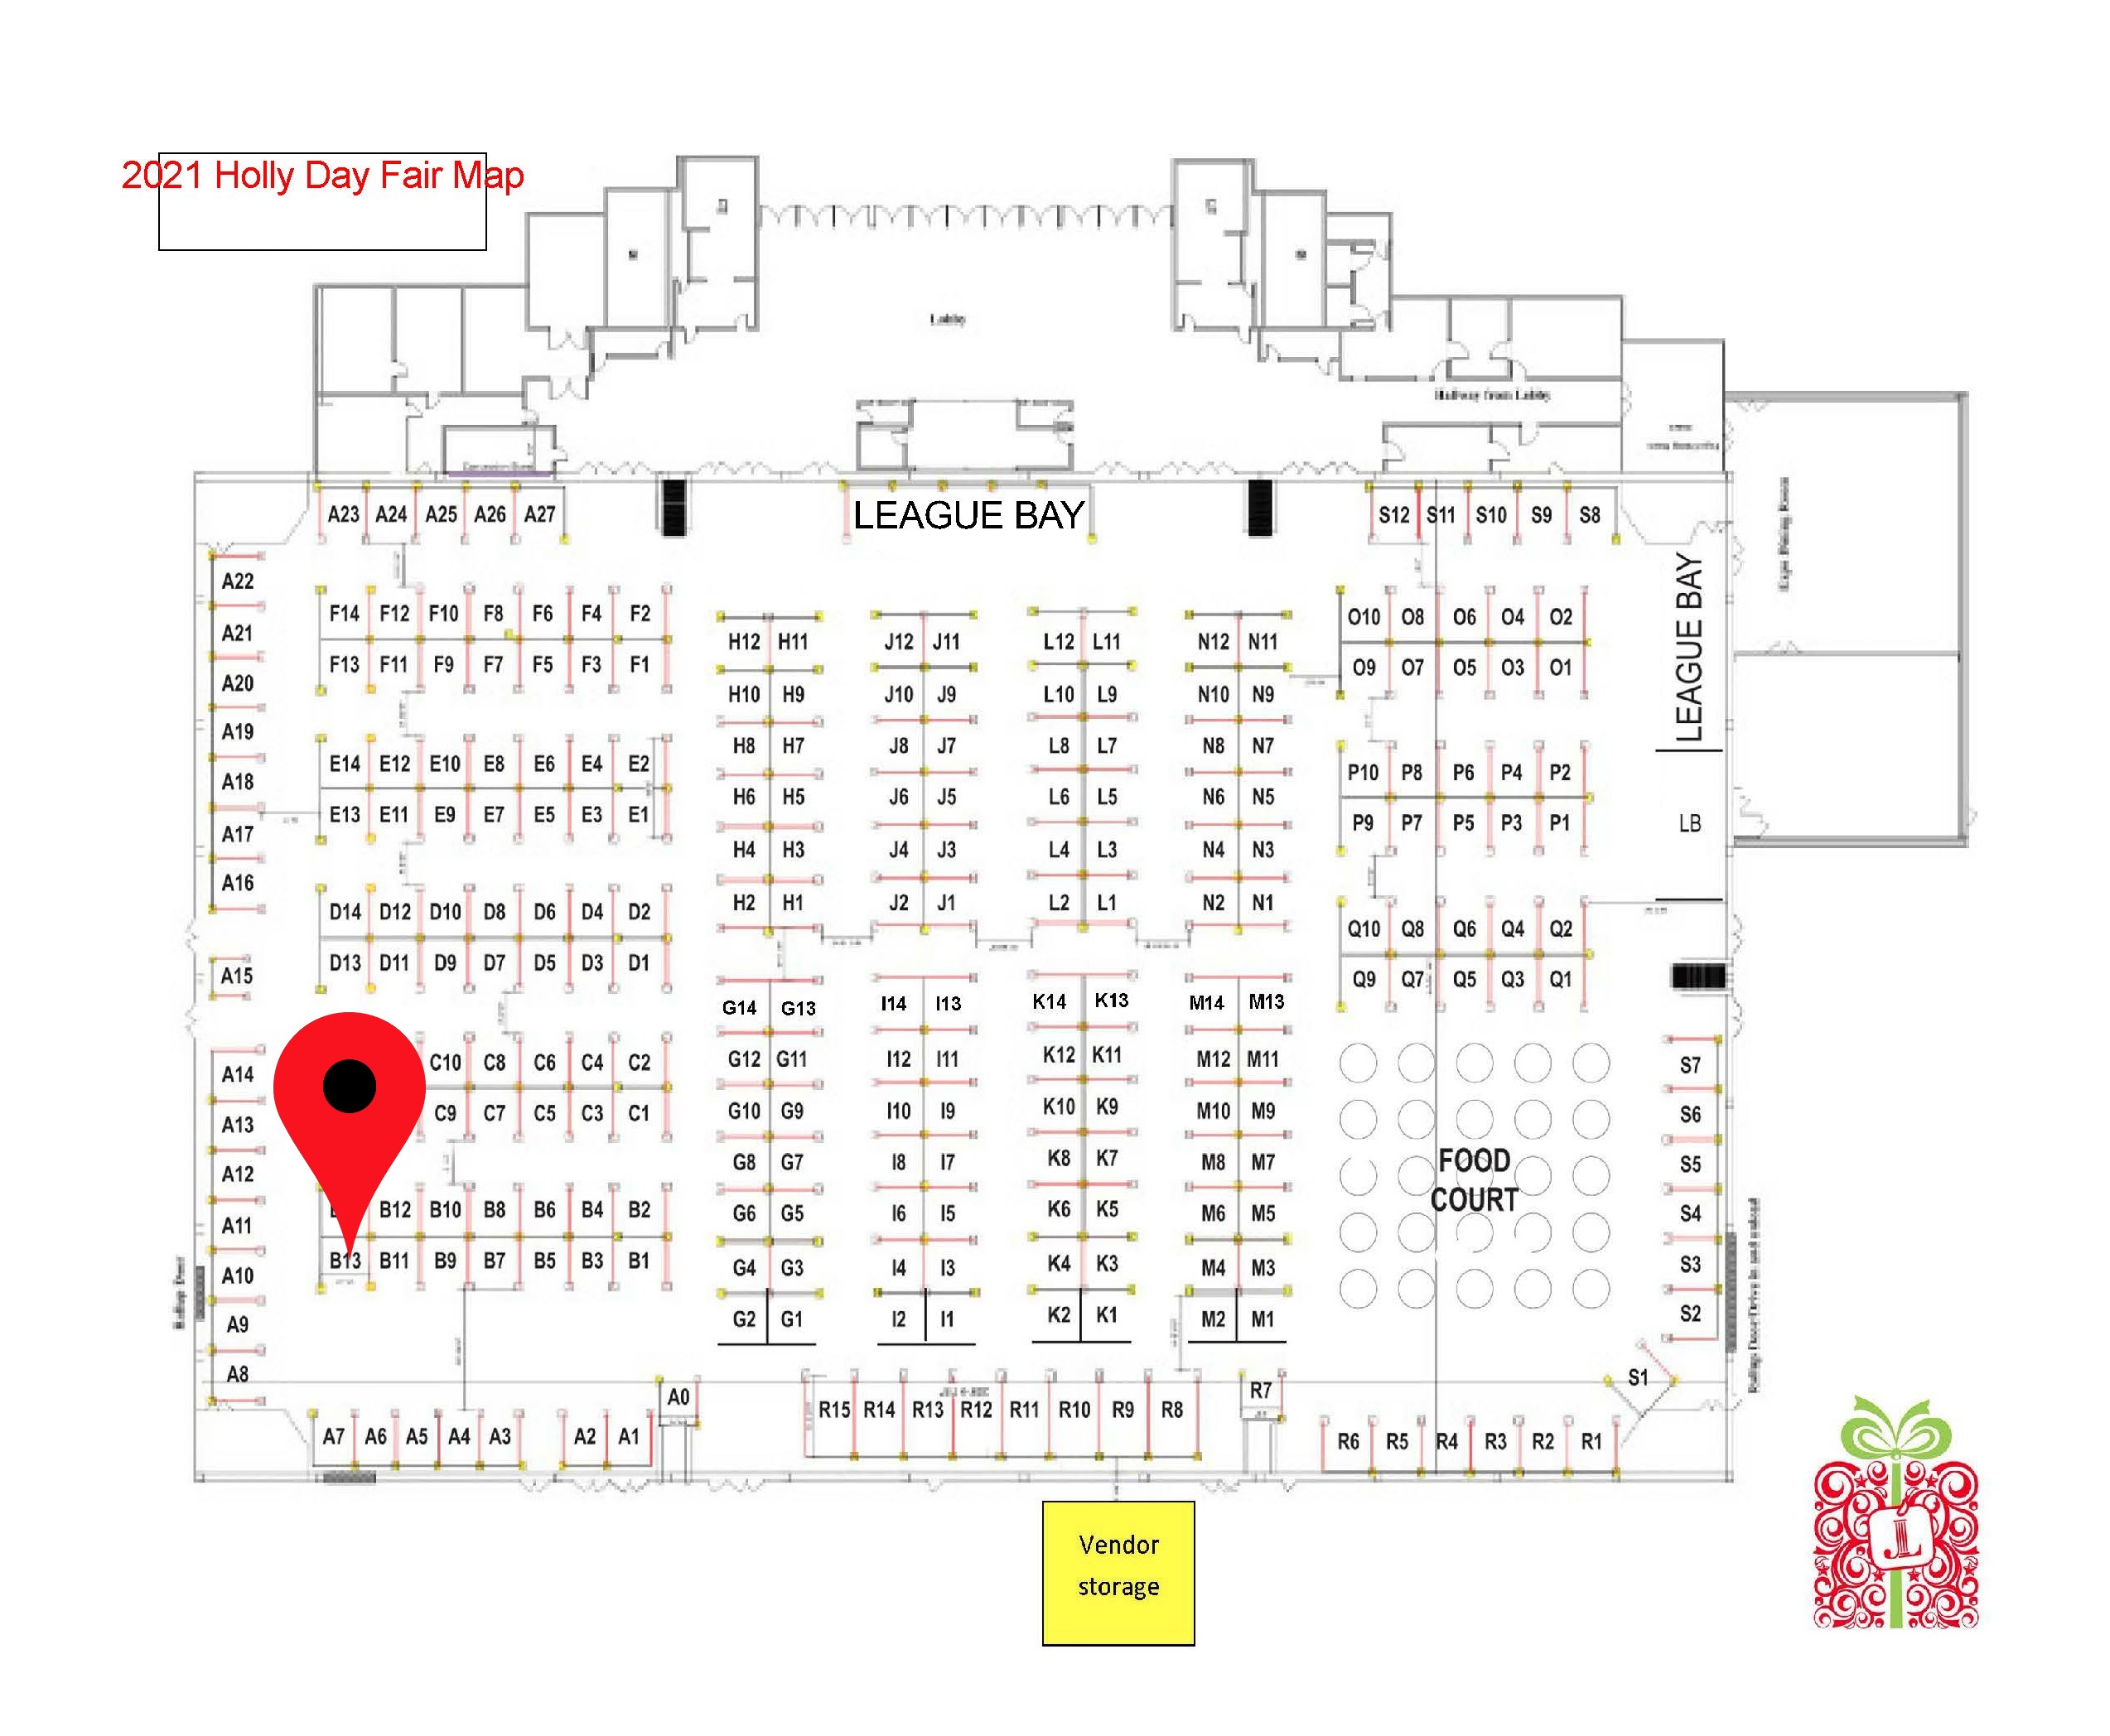 2021 Holly Day Fair Map
Lobby
Hallway from Lobby
LEAGUE BAY
A23 A24 A25 A26 A27
S12 S11 S10 S9 S8
A22
A21
A20
A19
A18
A17
A16
A15
A14
A13
A12
A11
A10
A9
A8
F14 F12 F10 F8 F6 F4 F2
F13 F11 F9 F7 F5 F3 F1
E14 E12 E10 E8 E6 E4 E2
E13 E11 E9 E7 E5 E3 E1
D14 D12 D10 D8 D6 D4 D2
D13 D11 D9 D7 D5 D3 D1
C10 C8 C6 C4 C2
C9 C7 C5 C3 C1
B12 B10 B8 B6 B4 B2
B13 B11 B9 B7 B5 B3 B1
H12 H11
H10 H9
H8 H7
H6 H5
H4 H3
H2 H1
G14 G13
G12 G11
G10 G9
G8 G7
G6 G5
G4 G3
G2 G1
J12 J11
J10 J9
J8 J7
J6 J5
J4 J3
J2 J1
I14 I13
I12 I11
I10 I9
I8 I7
I6 I5
I4 I3
I2 I1
L12 L11
L10 L9
L8 L7
L6 L5
L4 L3
L2 L1
K14 K13
K12 K11
K10 K9
K8 K7
K6 K5
K4 K3
K2 K1
N12 N11
N10 N9
N8 N7
N6 N5
N4 N3
N2 N1
M14 M13
M12 M11
M10 M9
M8 M7
M6 M5
M4 M3
M2 M1
O10 O8 O6 O4 O2
O9 O7 O5 O3 O1
P10 P8 P6 P4 P2
P9 P7 P5 P3 P1
Q10 Q8 Q6 Q4 Q2
Q9 Q7 Q5 Q3 Q1
LEAGUE BAY
LB
FOOD
COURT
S7
S6
S5
S4
S3
S2
S1
A7 A6 A5 A4 A3 A2 A1
A0
R15 R14 R13 R12 R11 R10 R9 R8
R7
R6 R5 R4 R3 R2 R1
Vendor
storage
JL